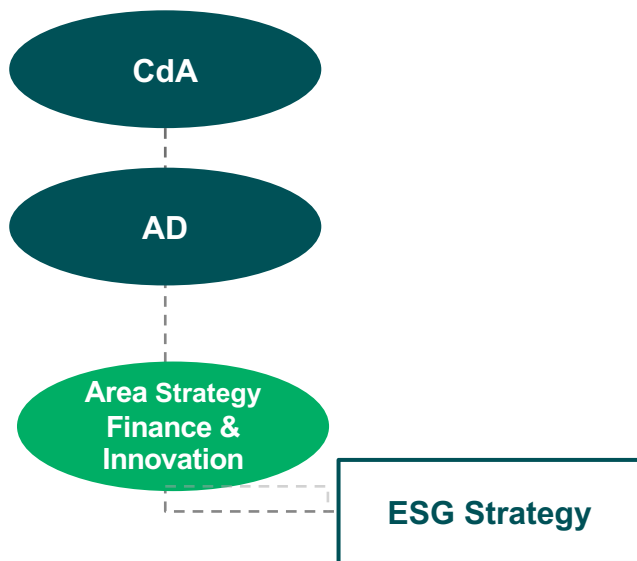 CdA
AD
Area Strategy
Finance &
Innovation
ESG Strategy